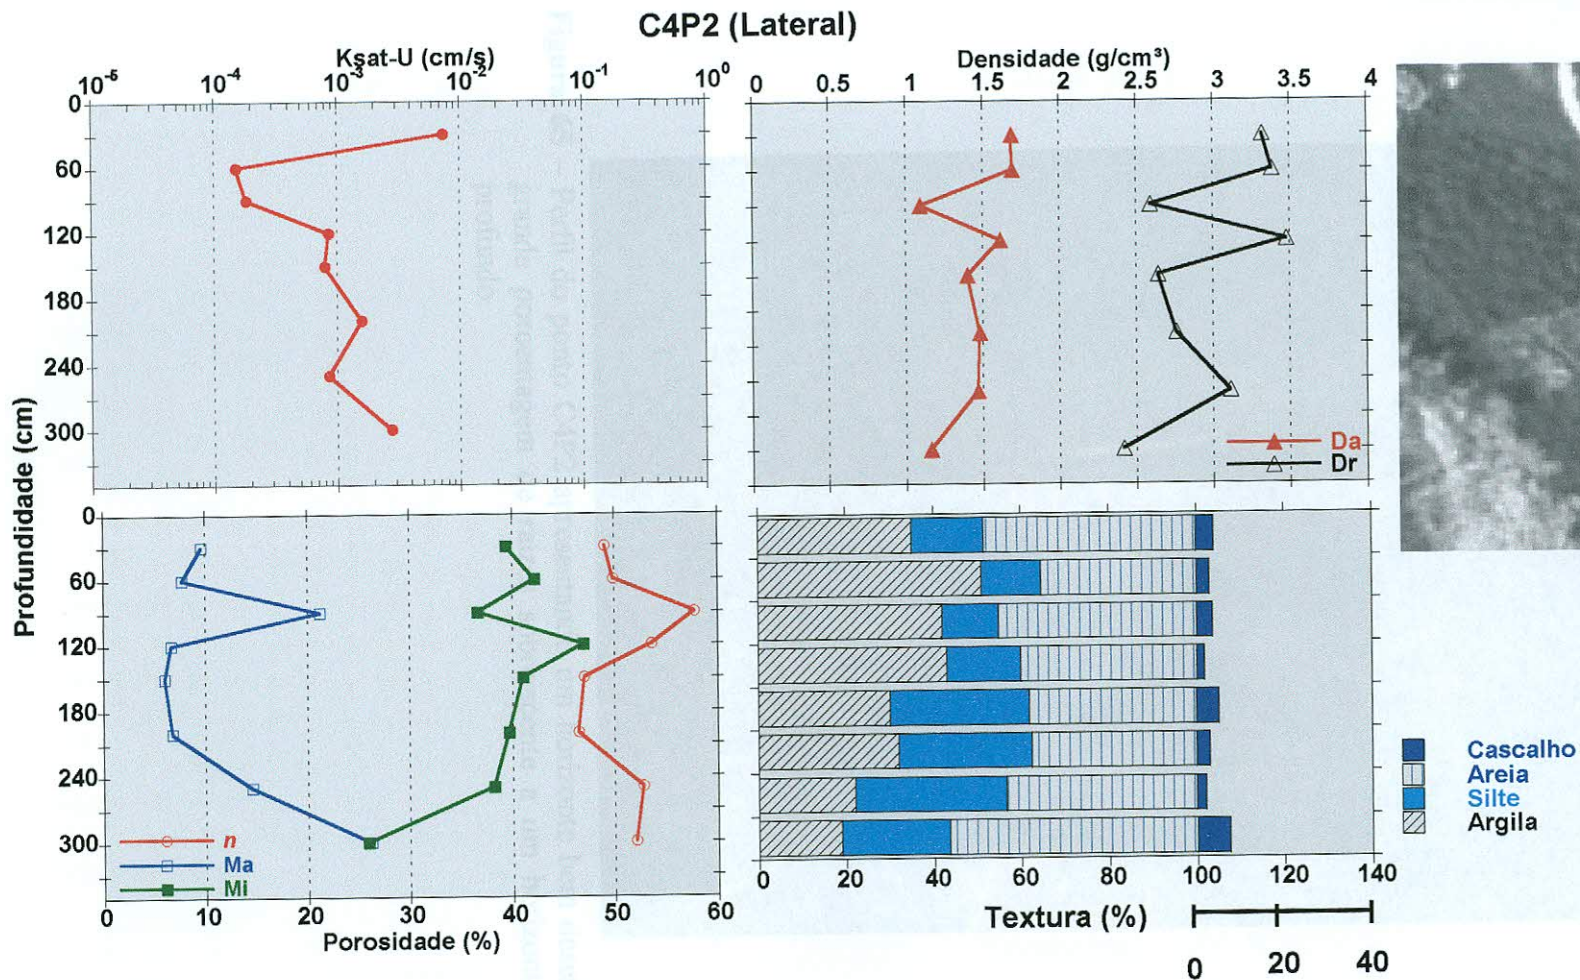 C4P2 (Lateral)
Kşat-U (cm/ş)
10⁻⁵ 10⁻⁴ 10⁻³ 10⁻² 10⁻¹ 10⁰
Densidade (g/cm³)
0 0.5 1 1.5 2 2.5 3 3.5 4
Profundidade (cm)
0
60
120
180
240
300
Da
Dr
0
60
120
180
240
300
n
Ma
Mi
0 10 20 30 40 50 60
Porosidade (%)
0 20 40 60 80 100 120 140
Textura (%)
0 20 40
Cascalho
Areia
Silte
Argila